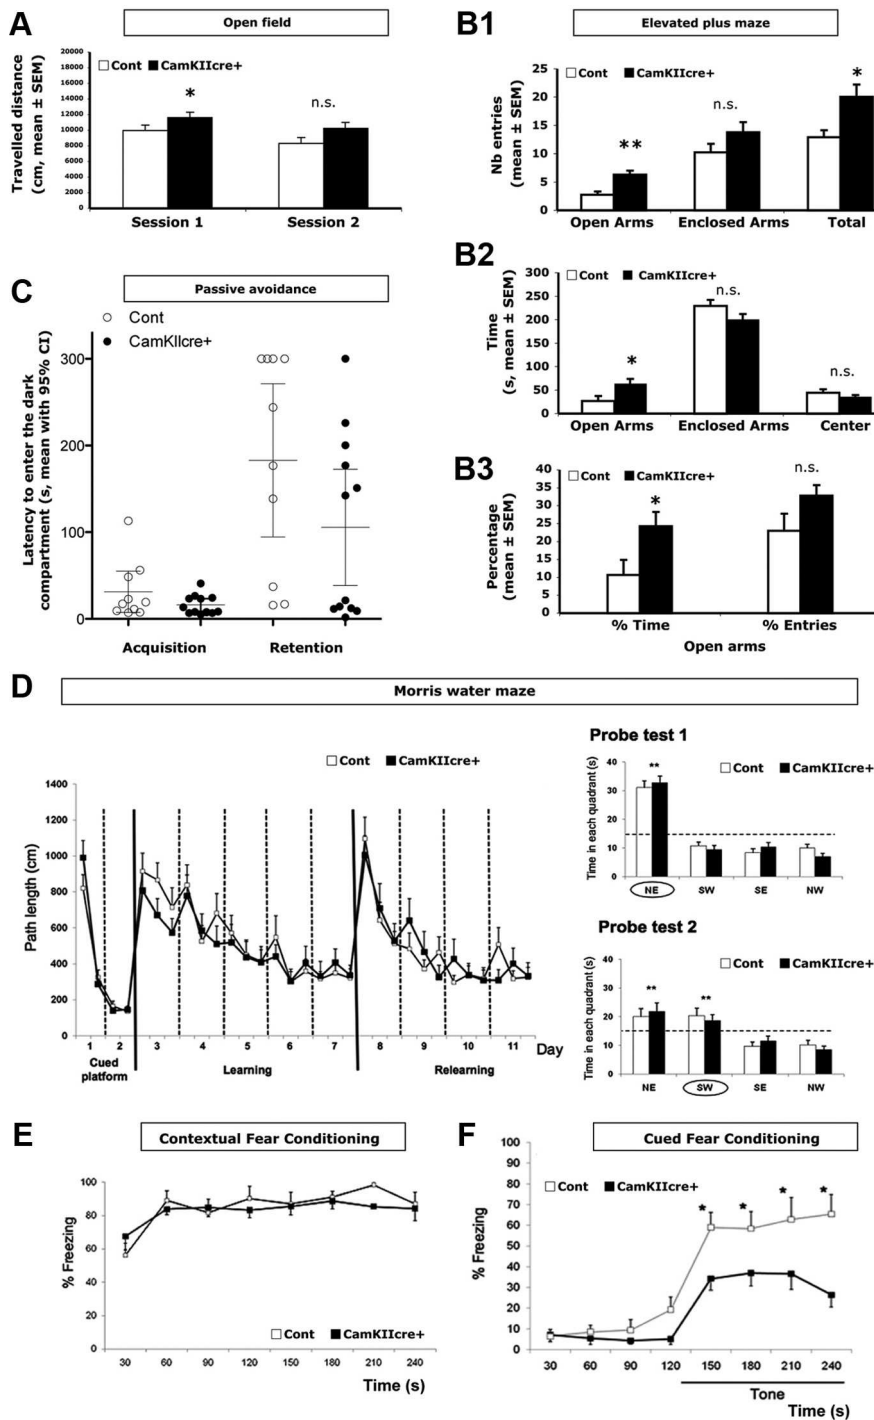 A
Open field
Travelled distance
(cm, mean ± SEM)
20000
18000
16000
14000
12000
10000
8000
6000
4000
2000
0
Cont
CamKIIcre+
*
n.s.
Session 1
Session 2
B1
Elevated plus maze
Nb entries
(mean ± SEM)
25
20
15
10
5
0
Cont
CamKIIcre+
**
n.s.
*
Open Arms
Enclosed Arms
Total
B2
Time
(s, mean ± SEM)
300
250
200
150
100
50
0
Cont
CamKIIcre+
*
n.s.
n.s.
Open Arms
Enclosed Arms
Center
C
Passive avoidance
Cont
CamKIIcre+
Latency to enter the dark
compartment (s, mean with 95% CI)
300
200
100
0
Acquisition
Retention
B3
Percentage
(mean ± SEM)
40
35
30
25
20
15
10
5
0
Cont
CamKIIcre+
*
n.s.
% Time
% Entries
Open arms
D
Morris water maze
Cont
CamKIIcre+
Path length (cm)
1400
1200
1000
800
600
400
200
0
1
2
3
4
5
6
7
8
9
10
11
Day
Cued
platform
Learning
Relearning
Probe test 1
Time in each quadrant (s)
40
30
20
10
0
Cont
CamKIIcre+
**
NE
SW
SE
NW
Probe test 2
Time in each quadrant (s)
40
30
20
10
0
Cont
CamKIIcre+
**
**
NE
SW
SE
NW
E
Contextual Fear Conditioning
% Freezing
100
80
60
40
20
0
Cont
CamKIIcre+
30
60
90
120
150
180
210
240
Time (s)
F
Cued Fear Conditioning
% Freezing
100
90
80
70
60
50
40
30
20
10
0
Cont
CamKIIcre+
*
*
*
*
30
60
90
120
150
180
210
240
Tone
Time (s)